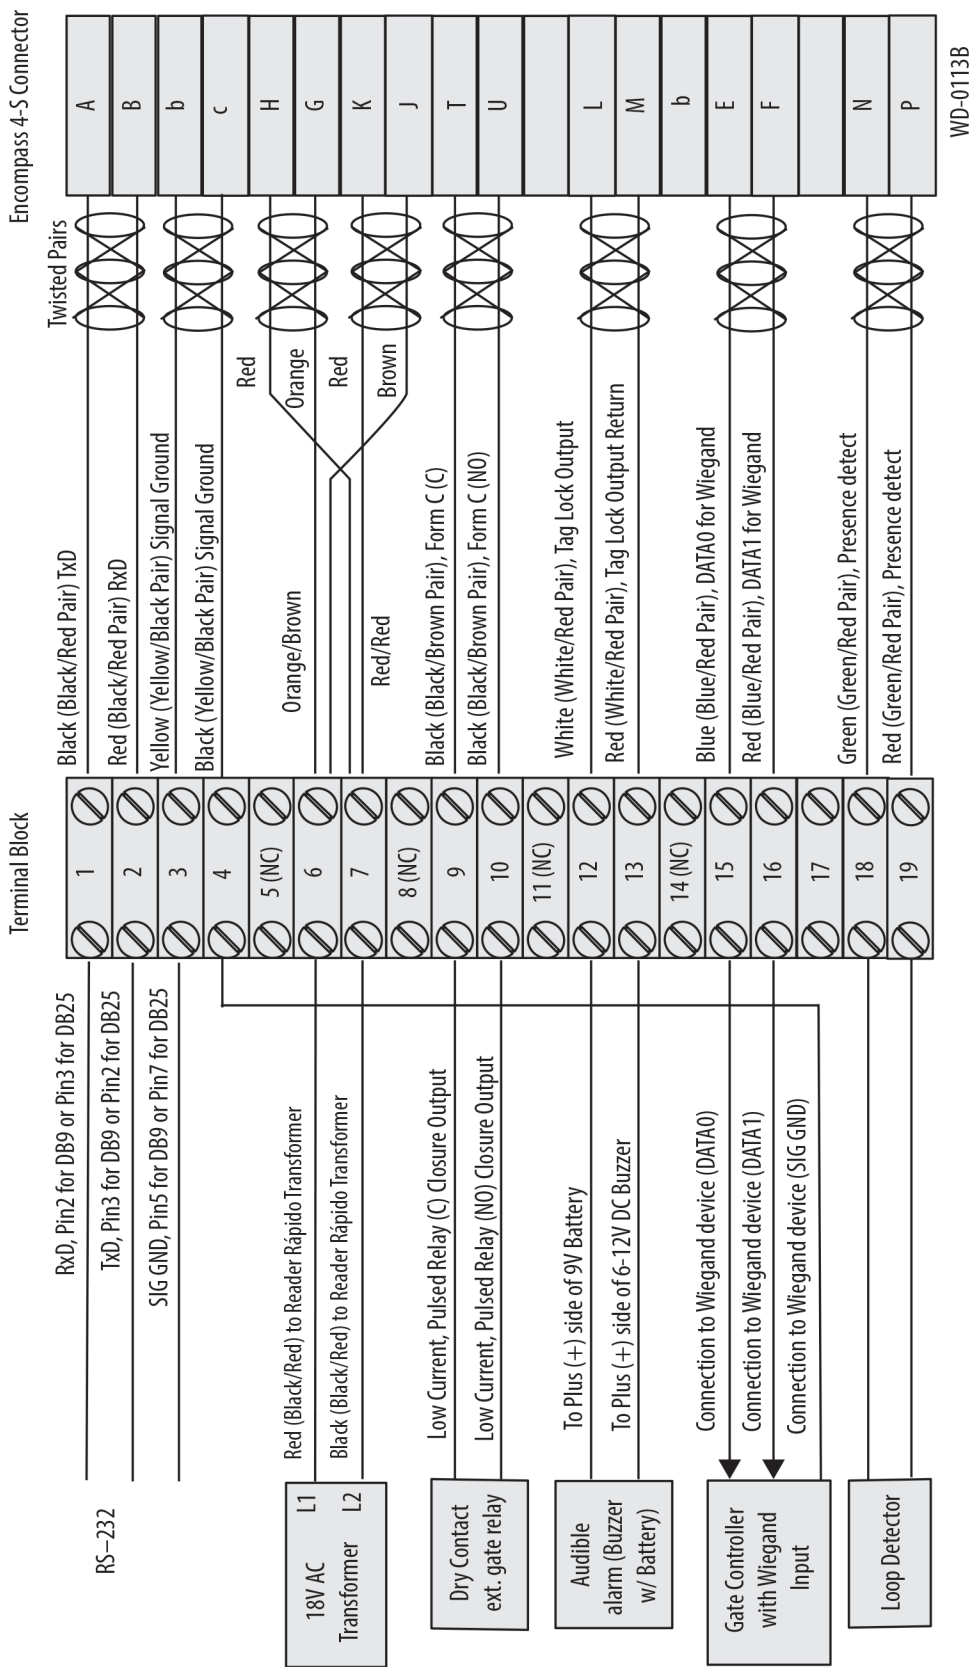 Encompass 4-S Connector
A
B
b
c
H
G
K
J
T
U
L
M
b
E
F
N
P
WD-0113B
Twisted Pairs
Red
Orange
Red
Brown
Black (Black/Red Pair) TxD
Red (Black/Red Pair) RxD
Yellow (Yellow/Black Pair) Signal Ground
Black (Yellow/Black Pair) Signal Ground
Orange/Brown
Red/Red
Black (Black/Brown Pair), Form C (C)
Black (Black/Brown Pair), Form C (NO)
White (White/Red Pair), Tag Lock Output
Red (White/Red Pair), Tag Lock Output Return
Blue (Blue/Red Pair), DATA0 for Wiegand
Red (Blue/Red Pair), DATA1 for Wiegand
Green (Green/Red Pair), Presence detect
Red (Green/Red Pair), Presence detect
Terminal Block
1
2
3
4
5 (NC)
6
7
8 (NC)
9
10
11 (NC)
12
13
14 (NC)
15
16
17
18
19
RxD, Pin2 for DB9 or Pin3 for DB25
TxD, Pin3 for DB9 or Pin2 for DB25
SIG GND, Pin5 for DB9 or Pin7 for DB25
Red (Black/Red) to Reader Rápido Transformer
Black (Black/Red) to Reader Rápido Transformer
Low Current, Pulsed Relay (C) Closure Output
Low Current, Pulsed Relay (NO) Closure Output
To Plus (+) side of 9V Battery
To Plus (+) side of 6-12V DC Buzzer
Connection to Wiegand device (DATA0)
Connection to Wiegand device (DATA1)
Connection to Wiegand device (SIG GND)
RS–232
L1
L2
18V AC
Transformer
Dry Contact
ext. gate relay
Audible
alarm (Buzzer
w/ Battery)
Gate Controller
with Wiegand
Input
Loop Detector